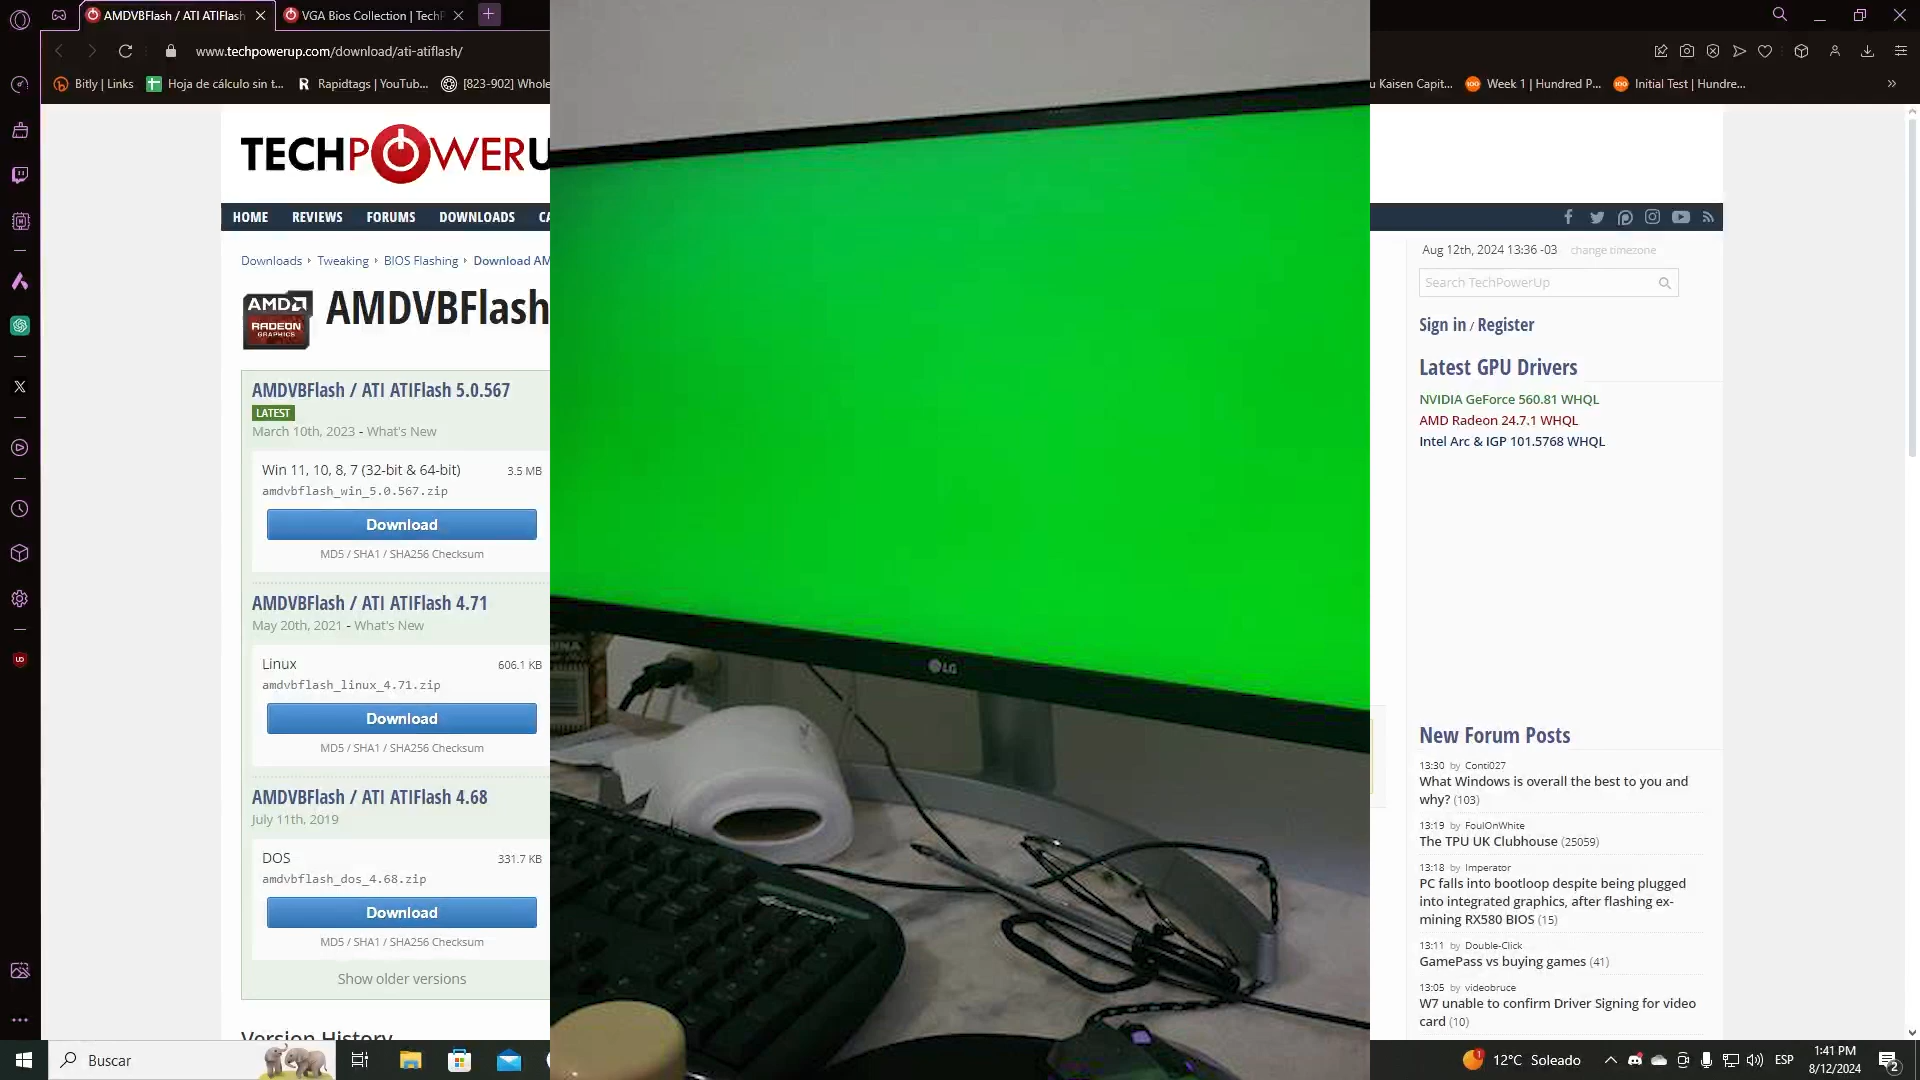 AMDVBFlash / ATI ATIFlash
VGA Bios Collection | TechP
www.techpowerup.com/download/ati-atiflash/
Bitly | Links
Hoja de cálculo sin t...
Rapidtags | YouTub...
[823-902] Whole
u Kaisen Capit...
Week 1 | Hundred P...
Initial Test | Hundre...
TECHPOWERU
HOME REVIEWS FORUMS DOWNLOADS CA
Downloads Tweaking BIOS Flashing Download AM
AMD
RADEON
GRAPHICS
AMDVBFlash
AMDVBFlash / ATI ATIFlash 5.0.567
LATEST
March 10th, 2023 - What's New
Win 11, 10, 8, 7 (32-bit & 64-bit) 3.5 MB
amdvbflash_win_5.0.567.zip
Download
MD5 / SHA1 / SHA256 Checksum
AMDVBFlash / ATI ATIFlash 4.71
May 20th, 2021 - What's New
Linux 606.1 KB
amdvbflash_linux_4.71.zip
Download
MD5 / SHA1 / SHA256 Checksum
AMDVBFlash / ATI ATIFlash 4.68
July 11th, 2019
DOS 331.7 KB
amdvbflash_dos_4.68.zip
Download
MD5 / SHA1 / SHA256 Checksum
Show older versions
Version History
LG
Aug 12th, 2024 13:36 -03 change timezone
Search TechPowerUp
Sign in / Register
Latest GPU Drivers
NVIDIA GeForce 560.81 WHQL
AMD Radeon 24.7.1 WHQL
Intel Arc & IGP 101.5768 WHQL
New Forum Posts
13:30 by Conti027
What Windows is overall the best to you and
why? (103)
13:19 by FoulOnWhite
The TPU UK Clubhouse (25059)
13:18 by Imperator
PC falls into bootloop despite being plugged
into integrated graphics, after flashing ex-
mining RX580 BIOS (15)
13:11 by Double-Click
GamePass vs buying games (41)
13:05 by videobruce
W7 unable to confirm Driver Signing for video
card (10)
Buscar
1
12°C Soleado
ESP
1:41 PM
8/12/2024
2